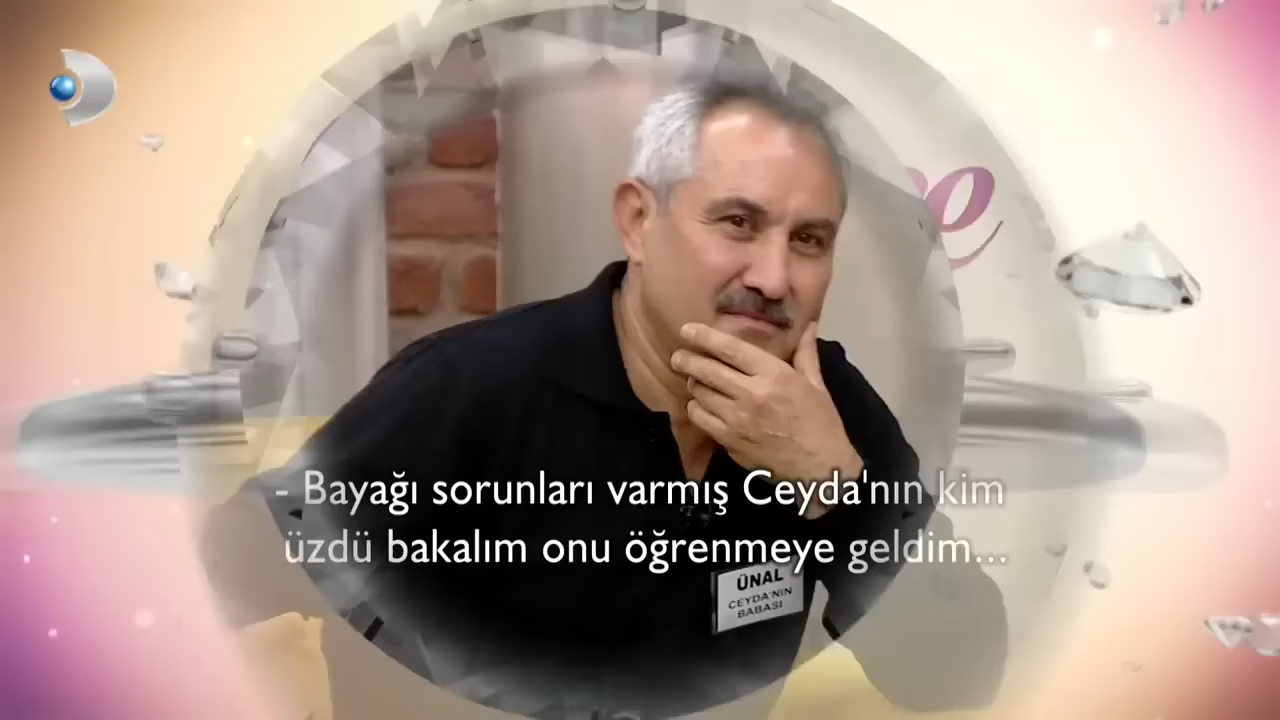 - Bayağı sorunları varmış Ceyda'nın kim
üzdü bakalım onu öğrenmeye geldim...
ÜNAL
CEYDA'NIN
BABASI